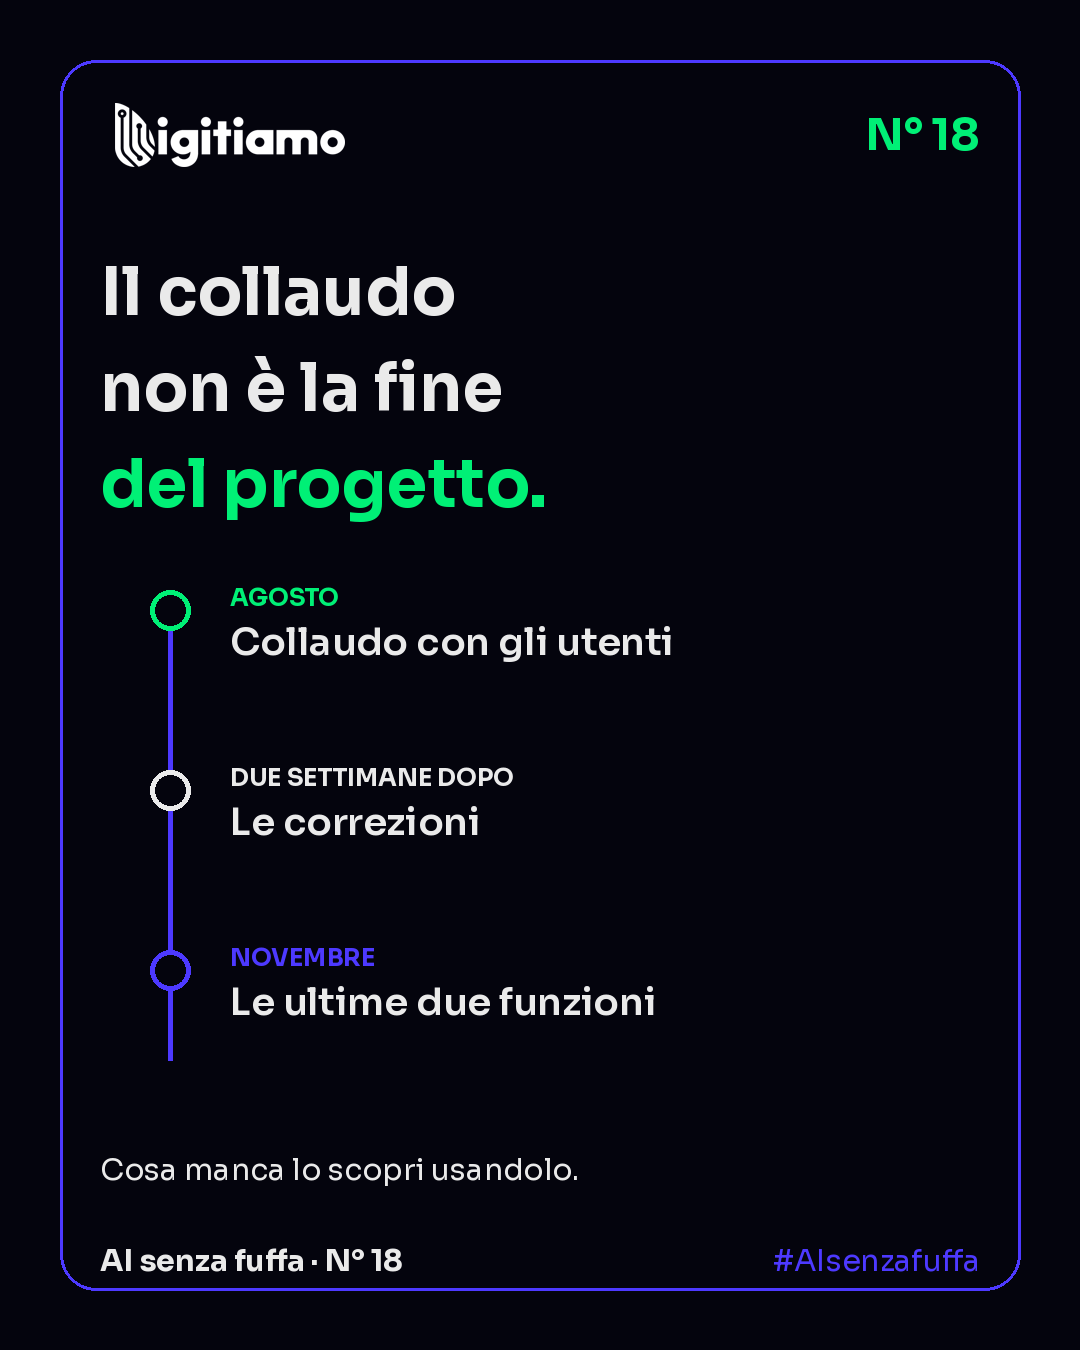 Digitiamo
N° 18
Il collaudo
non è la fine
del progetto.
AGOSTO
Collaudo con gli utenti
DUE SETTIMANE DOPO
Le correzioni
NOVEMBRE
Le ultime due funzioni
Cosa manca lo scopri usandolo.
AI senza fuffa · N° 18
#AIsenzafuffa